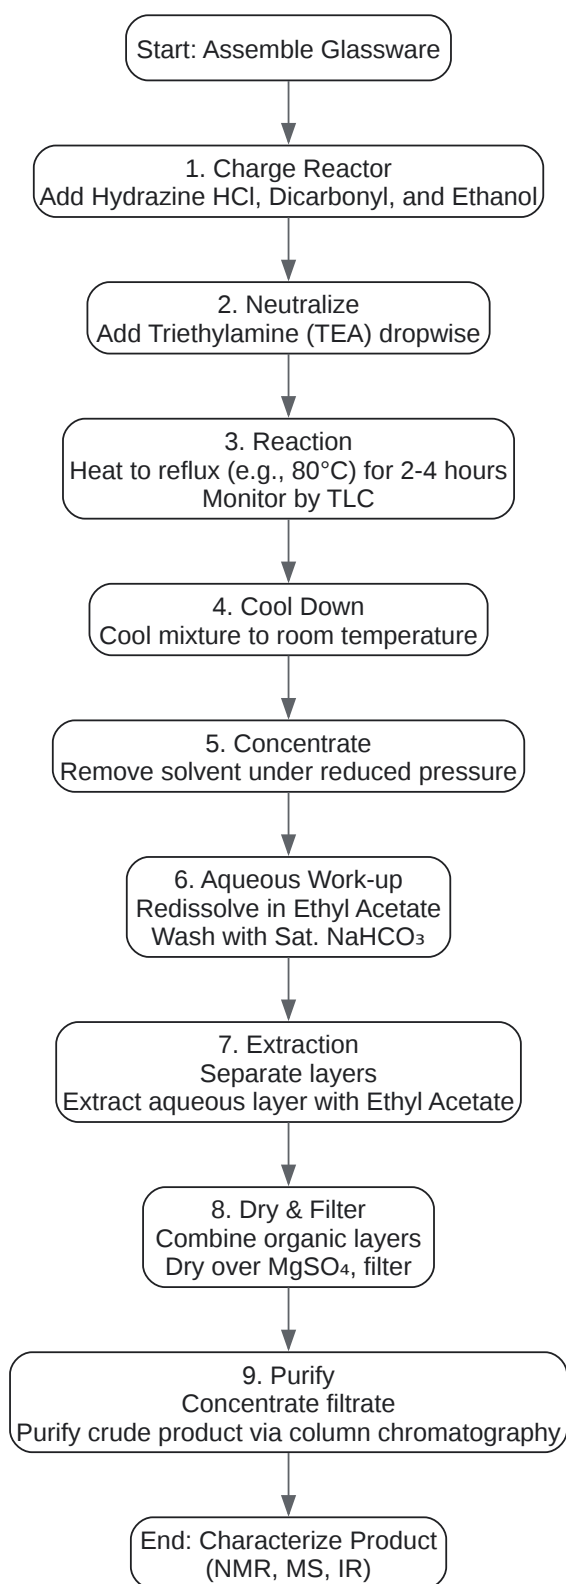 Start: Assemble Glassware
1. Charge Reactor
Add Hydrazine HCl, Dicarbonyl, and Ethanol
2. Neutralize
Add Triethylamine (TEA) dropwise
3. Reaction
Heat to reflux (e.g., 80°C) for 2-4 hours
Monitor by TLC
4. Cool Down
Cool mixture to room temperature
5. Concentrate
Remove solvent under reduced pressure
6. Aqueous Work-up
Redissolve in Ethyl Acetate
Wash with Sat. NaHCO₃
7. Extraction
Separate layers
Extract aqueous layer with Ethyl Acetate
8. Dry & Filter
Combine organic layers
Dry over MgSO₄, filter
9. Purify
Concentrate filtrate
Purify crude product via column chromatography
End: Characterize Product
(NMR, MS, IR)